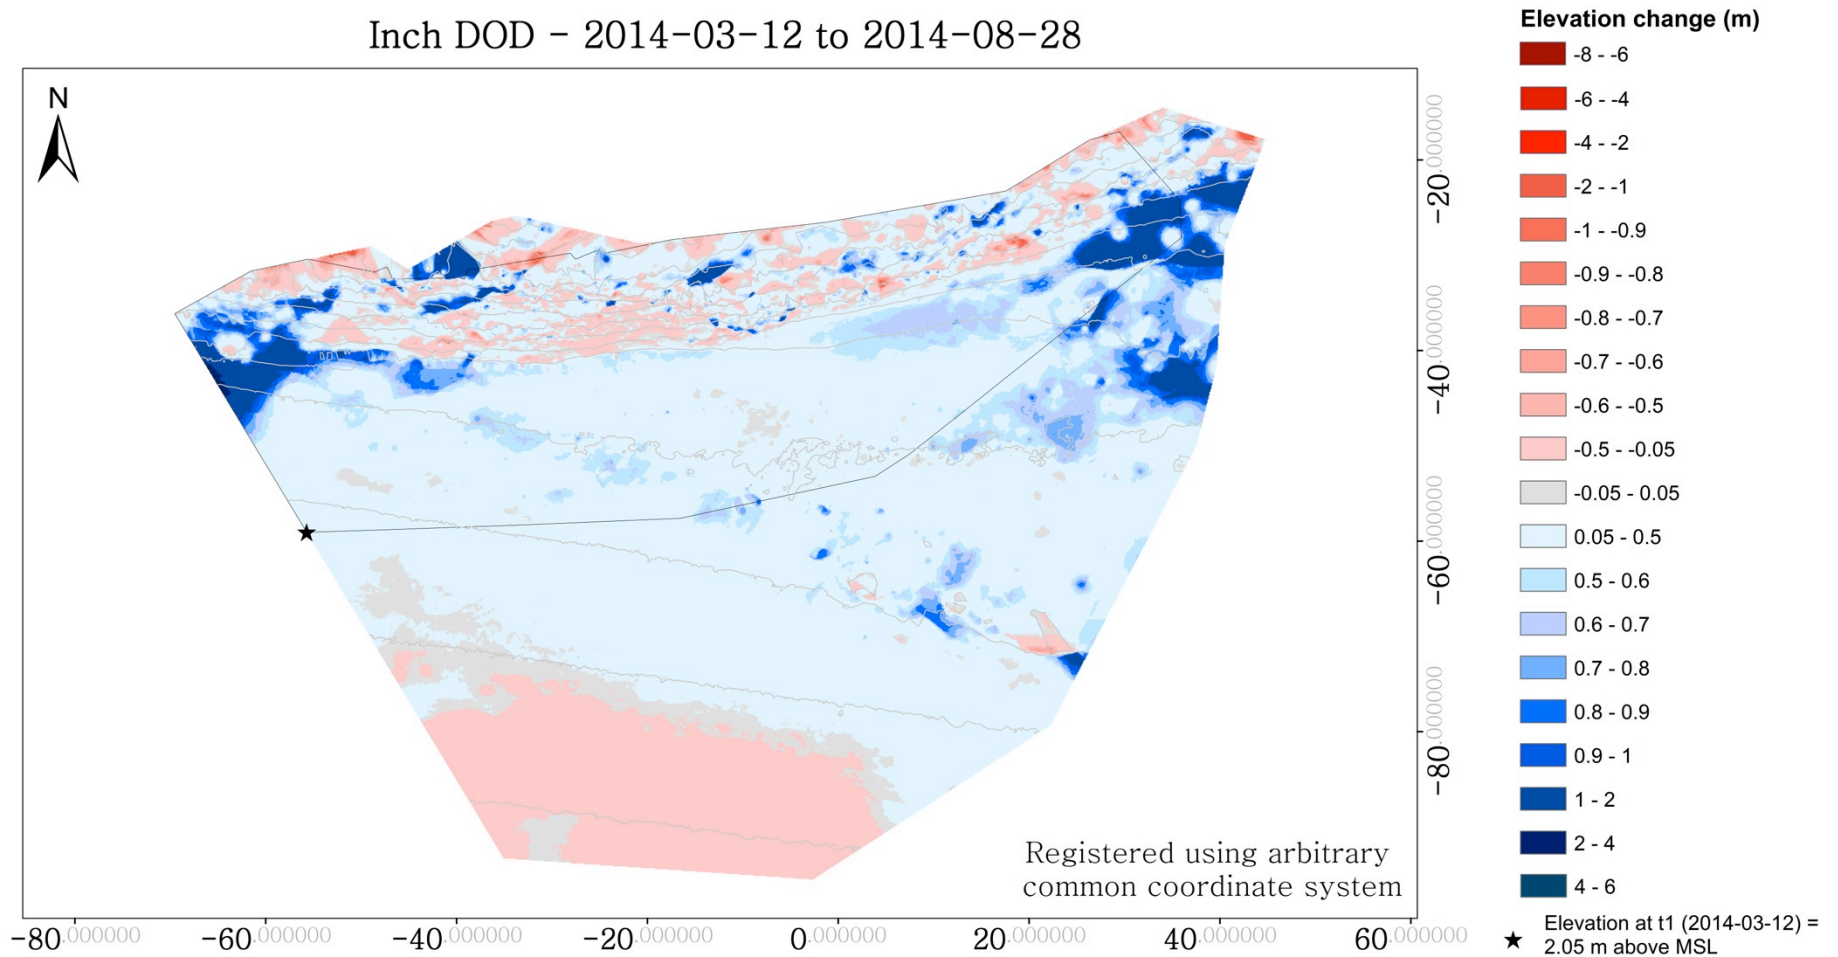 Inch DOD - 2014-03-12 to 2014-08-28
N
-20.000000
-40.000000
-60.000000
-80.000000
Registered using arbitrary
common coordinate system
-80.000000 -60.000000 -40.000000 -20.000000 0.000000 20.000000 40.000000 60.000000
Elevation change (m)
-8 - -6
-6 - -4
-4 - -2
-2 - -1
-1 - -0.9
-0.9 - -0.8
-0.8 - -0.7
-0.7 - -0.6
-0.6 - -0.5
-0.5 - -0.05
-0.05 - 0.05
0.05 - 0.5
0.5 - 0.6
0.6 - 0.7
0.7 - 0.8
0.8 - 0.9
0.9 - 1
1 - 2
2 - 4
4 - 6
Elevation at t1 (2014-03-12) =
2.05 m above MSL